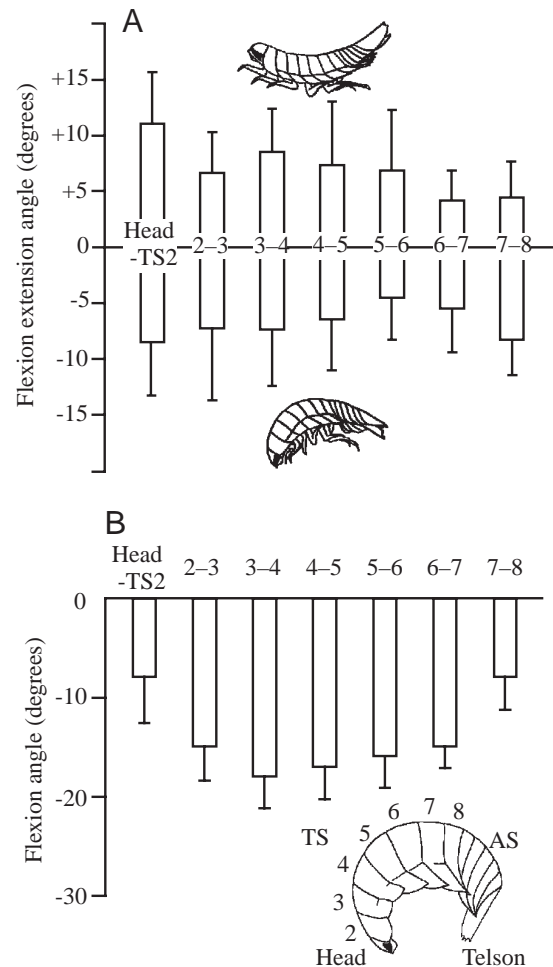 A
Flexion extension angle (degrees)
+15
+10
+5
0
-5
-10
-15
Head
-TS2
2–3
3–4
4–5
5–6
6–7
7–8
B
Head
-TS2
2–3
3–4
4–5
5–6
6–7
7–8
Flexion angle (degrees)
0
-10
-20
-30
TS
2
3
4
5
6
7
8
AS
Head
Telson